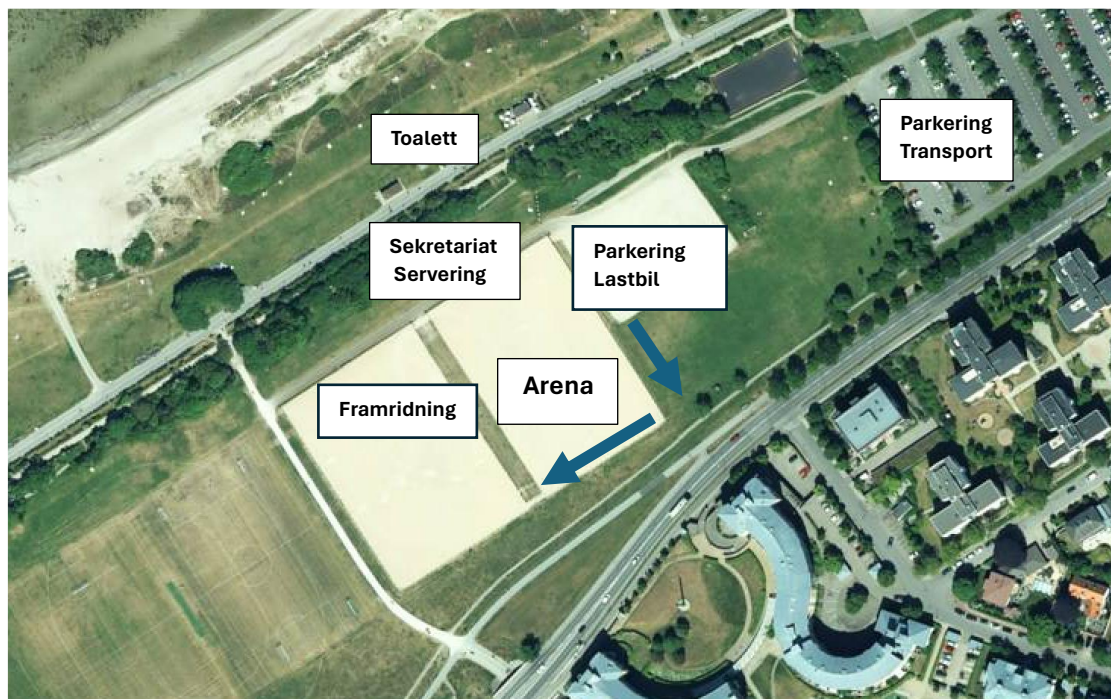 Toalett
Parkering
Transport
Sekretariat
Servering
Parkering
Lastbil
Arena
Framridning